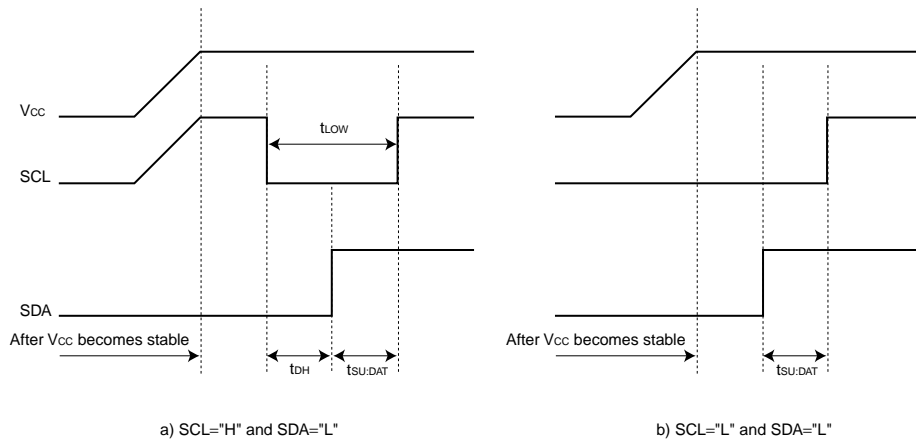 VCC
tLOW
SCL
SDA
After VCC becomes stable
After VCC becomes stable
tDH
tSU:DAT
tSU:DAT
a) SCL="H" and SDA="L"
b) SCL="L" and SDA="L"